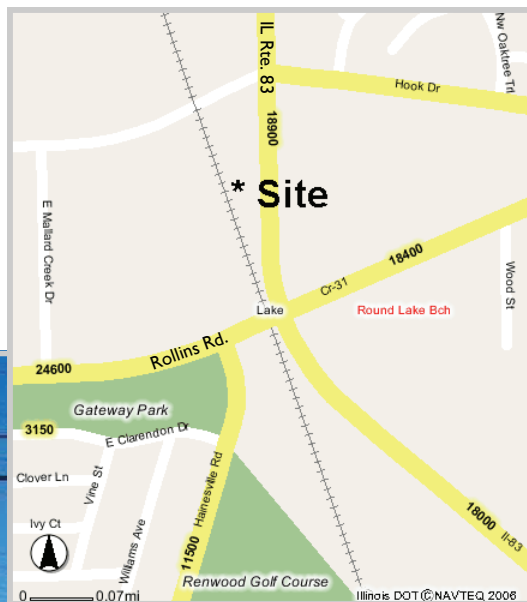 IL Rte. 83
Nw Oaktree Trl
Hook Dr
18900
* Site
E Mallard Creek Dr
18400
Cr-31
Wood St
Lake
Round Lake Bch
Rollins Rd.
24600
Gateway Park
3150
E Clarendon Dr
Hainesville Rd
Clover Ln
Vine St
Ivy Ct
Williams Ave
11500
18000
Il-83
Renwood Golf Course
0 0.07mi
Illinois DOT ©NAVTEQ 2006